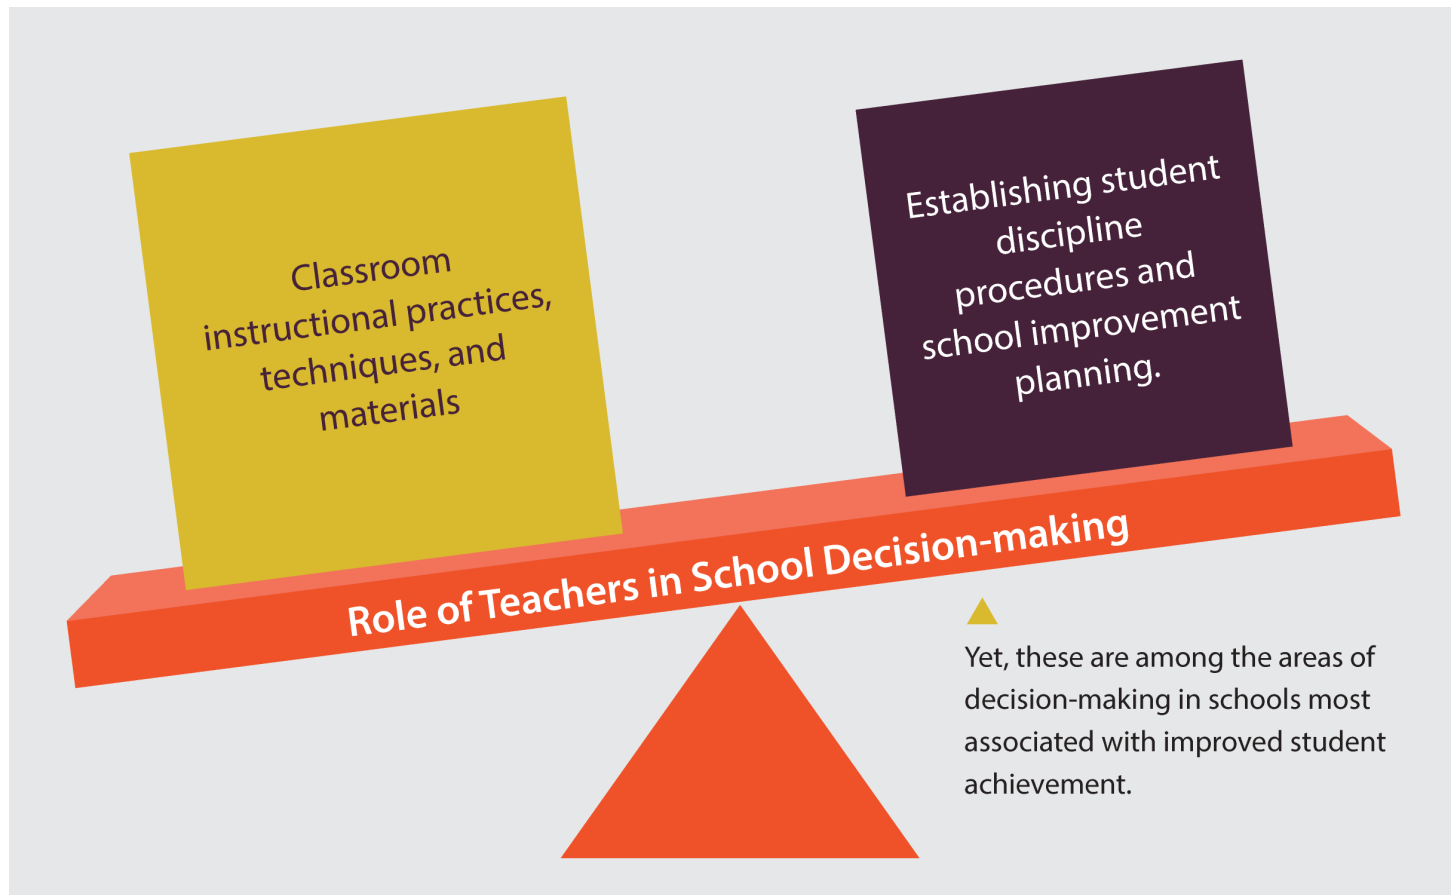 Classroom
instructional practices,
techniques, and
materials
Establishing student
discipline
procedures and
school improvement
planning.
Role of Teachers in School Decision-making
Yet, these are among the areas of
decision-making in schools most
associated with improved student
achievement.